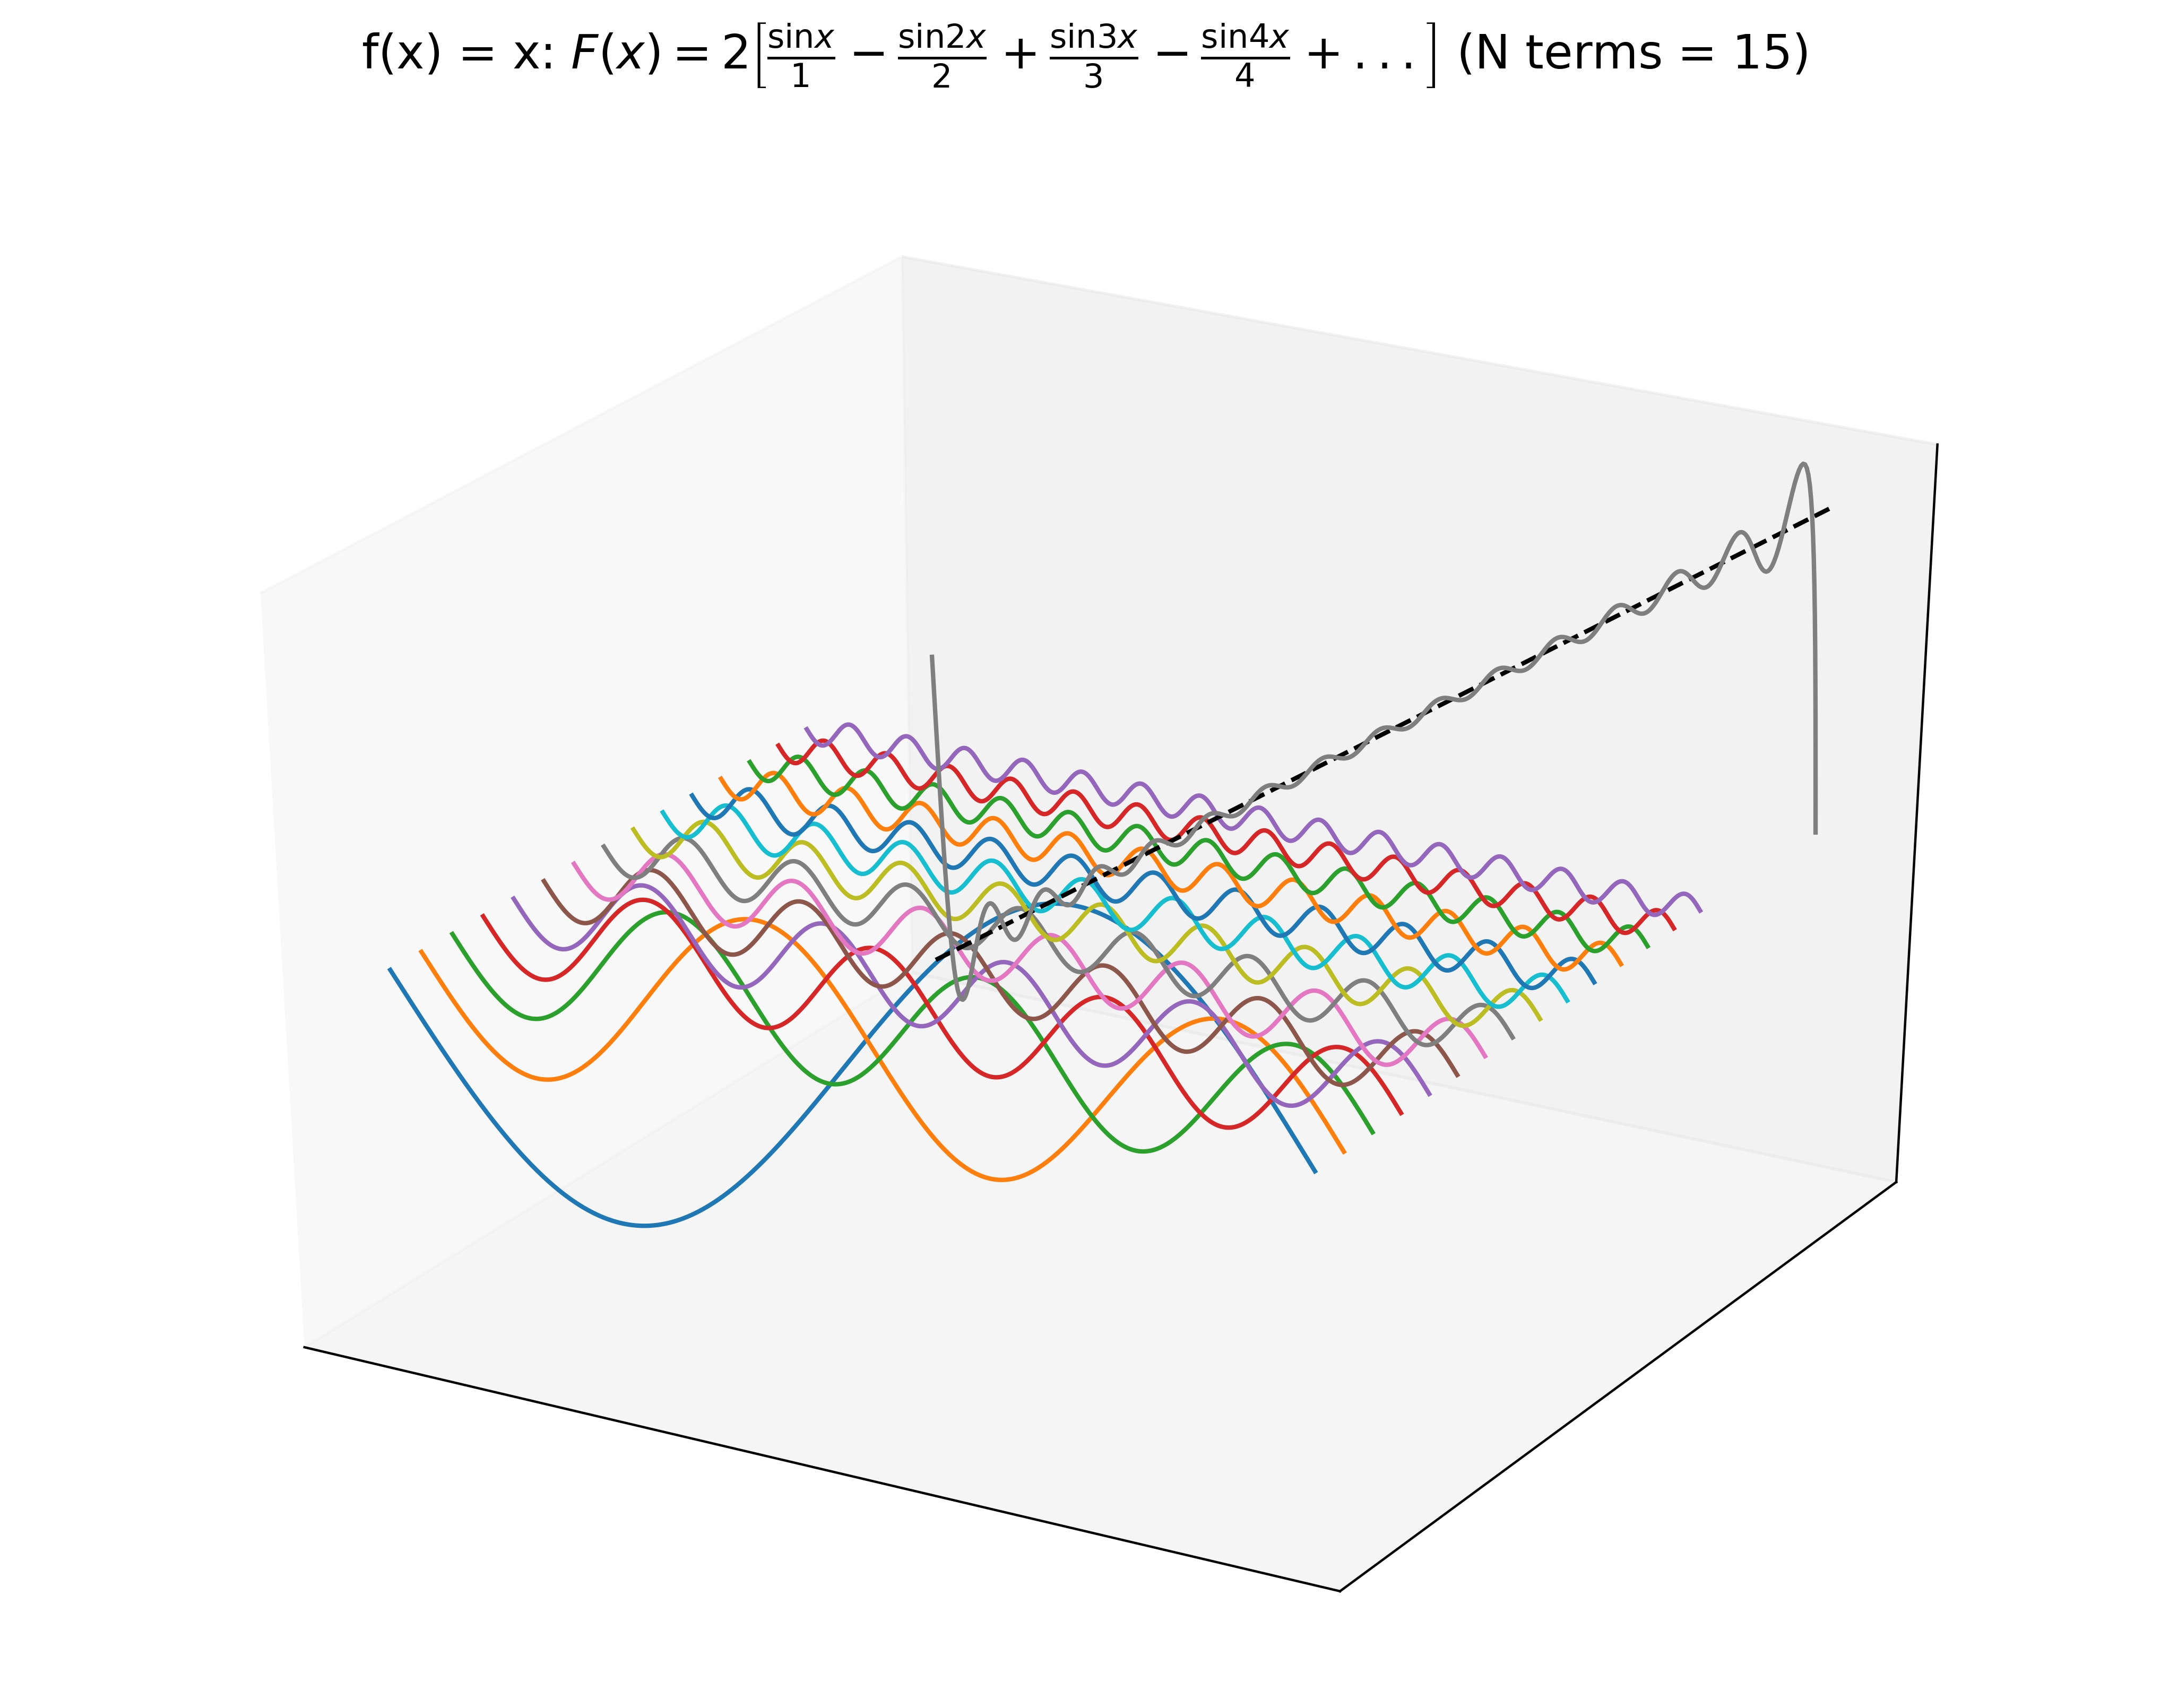 f(x) = x: F(x) = 2[sinx/1 − sin2x/2 + sin3x/3 − sin4x/4 + ...] (N terms = 15)